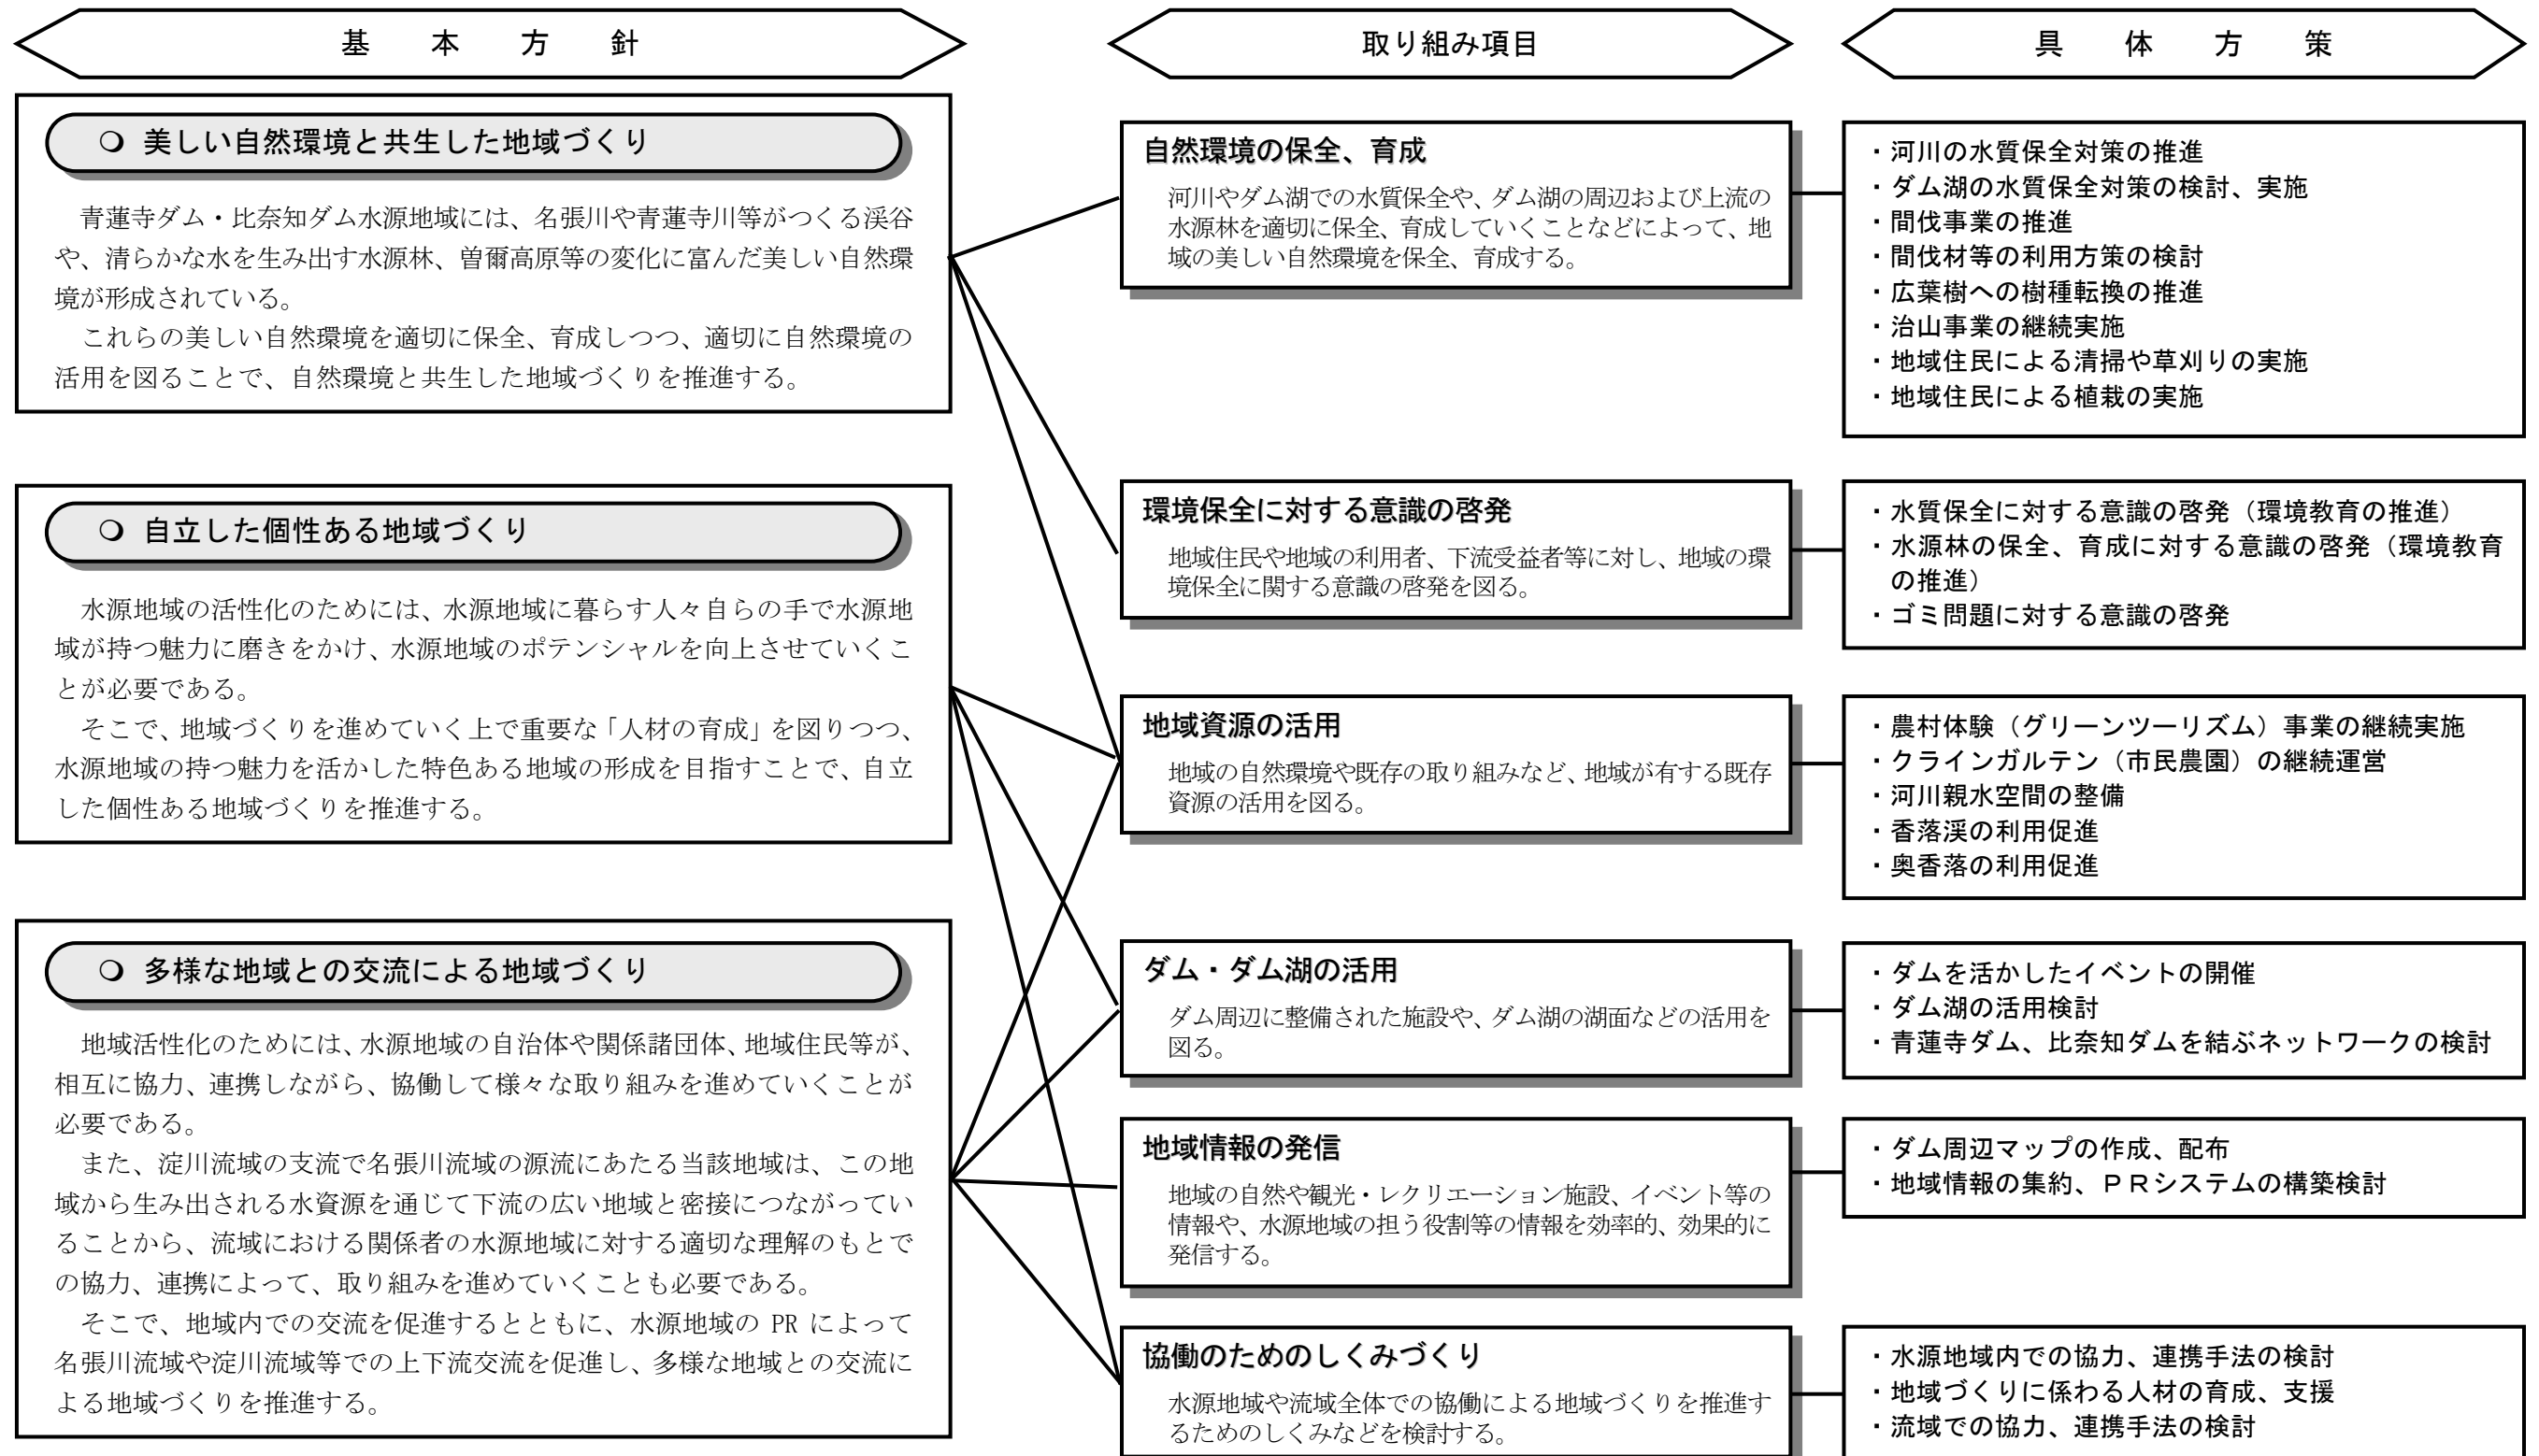 基本方針
取り組み項目
具体方策
○ 美しい自然環境と共生した地域づくり
青蓮寺ダム・比奈知ダム水源地域には、名張川や青蓮寺川等がつくる渓谷
や、清らかな水を生み出す水源林、曽爾高原等の変化に富んだ美しい自然環
境が形成されている。
これらの美しい自然環境を適切に保全、育成しつつ、適切に自然環境の
活用を図ることで、自然環境と共生した地域づくりを推進する。
○ 自立した個性ある地域づくり
水源地域の活性化のためには、水源地域に暮らす人々自らの手で水源地
域が持つ魅力に磨きをかけ、水源地域のポテンシャルを向上させていくこ
とが必要である。
そこで、地域づくりを進めていく上で重要な「人材の育成」を図りつつ、
水源地域の持つ魅力を活かした特色ある地域の形成を目指すことで、自立
した個性ある地域づくりを推進する。
○ 多様な地域との交流による地域づくり
地域活性化のためには、水源地域の自治体や関係諸団体、地域住民等が、
相互に協力、連携しながら、協働して様々な取り組みを進めていくことが
必要である。
また、淀川流域の支流で名張川流域の源流にあたる当該地域は、この地
域から生み出される水資源を通じて下流の広い地域と密接につながってい
ることから、流域における関係者の水源地域に対する適切な理解のもとで
の協力、連携によって、取り組みを進めていくことも必要である。
そこで、地域内での交流を促進するとともに、水源地域の PR によって
名張川流域や淀川流域等での上下流交流を促進し、多様な地域との交流に
よる地域づくりを推進する。
自然環境の保全、育成
河川やダム湖での水質保全や、ダム湖の周辺および上流の
水源林を適切に保全、育成していくことなどによって、地
域の美しい自然環境を保全、育成する。
環境保全に対する意識の啓発
地域住民や地域の利用者、下流受益者等に対し、地域の環
境保全に関する意識の啓発を図る。
地域資源の活用
地域の自然環境や既存の取り組みなど、地域が有する既存
資源の活用を図る。
ダム・ダム湖の活用
ダム周辺に整備された施設や、ダム湖の湖面などの活用を
図る。
地域情報の発信
地域の自然や観光・レクリエーション施設、イベント等の
情報や、水源地域の担う役割等の情報を効率的、効果的に
発信する。
協働のためのしくみづくり
水源地域や流域全体での協働による地域づくりを推進す
るためのしくみなどを検討する。
・河川の水質保全対策の推進
・ダム湖の水質保全対策の検討、実施
・間伐事業の推進
・間伐材等の利用方策の検討
・広葉樹への樹種転換の推進
・治山事業の継続実施
・地域住民による清掃や草刈りの実施
・地域住民による植栽の実施
・水質保全に対する意識の啓発（環境教育の推進）
・水源林の保全、育成に対する意識の啓発（環境教育
の推進）
・ゴミ問題に対する意識の啓発
・農村体験（グリーンツーリズム）事業の継続実施
・クラインガルテン（市民農園）の継続運営
・河川親水空間の整備
・香落渓の利用促進
・奥香落の利用促進
・ダムを活かしたイベントの開催
・ダム湖の活用検討
・青蓮寺ダム、比奈知ダムを結ぶネットワークの検討
・ダム周辺マップの作成、配布
・地域情報の集約、ＰＲシステムの構築検討
・水源地域内での協力、連携手法の検討
・地域づくりに係わる人材の育成、支援
・流域での協力、連携手法の検討